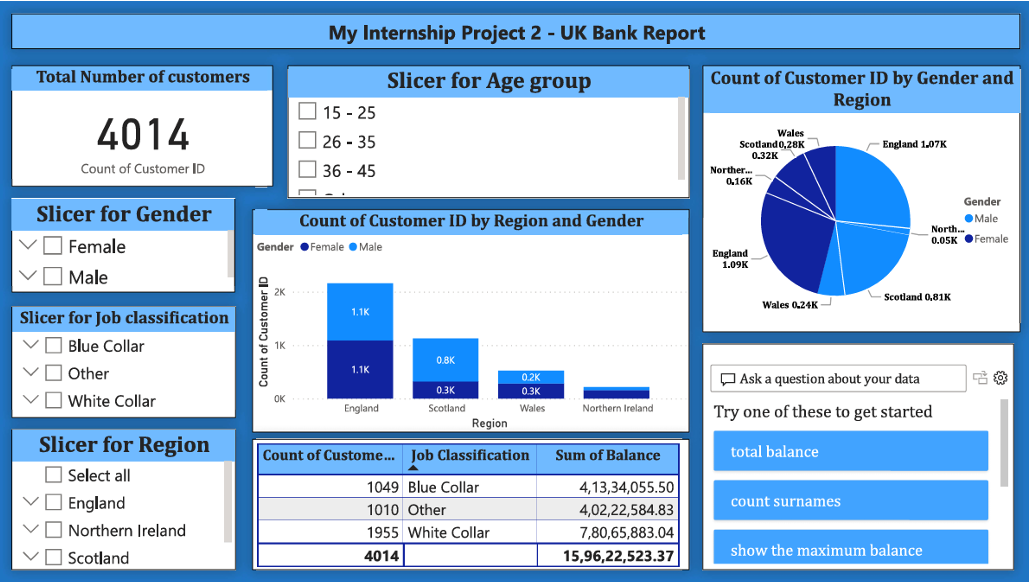 My Internship Project 2 - UK Bank Report
Total Number of customers
4014
Count of Customer ID
Slicer for Age group
15 - 25
26 - 35
36 - 45
Count of Customer ID by Gender and
Region
Wales
0.28K
Scotland
0.32K
Norther...
0.16K
England
1.09K
Wales 0.24K
England 1.07K
North...
0.05K
Scotland 0.81K
Gender
Male
Female
Slicer for Gender
Female
Male
Slicer for Job classification
Blue Collar
Other
White Collar
Slicer for Region
Select all
England
Northern Ireland
Scotland
Count of Customer ID by Region and Gender
Gender Female Male
Count of Customer ID
2K
1K
0K
1.1K
1.1K
0.8K
0.3K
0.2K
0.3K
England Scotland Wales Northern Ireland
Region
Count of Custome... Job Classification Sum of Balance
1049 Blue Collar 4,13,34,055.50
1010 Other 4,02,22,584.83
1955 White Collar 7,80,65,883.04
4014 15,96,22,523.37
Ask a question about your data
Try one of these to get started
total balance
count surnames
show the maximum balance